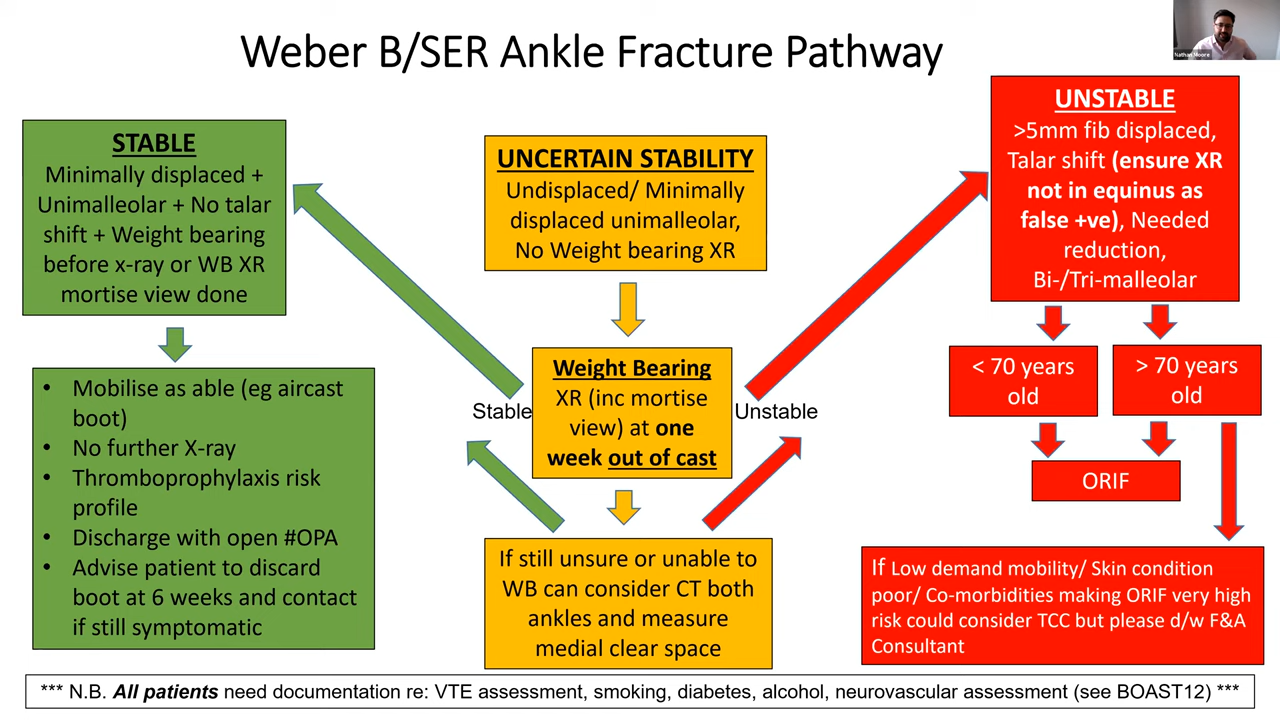 Weber B/SER Ankle Fracture Pathway
Nathan Moore
STABLE
Minimally displaced +
Unimalleolar + No talar
shift + Weight bearing
before x-ray or WB XR
mortise view done
• Mobilise as able (eg aircast
boot)
• No further X-ray
• Thromboprophylaxis risk
profile
• Discharge with open #OPA
• Advise patient to discard
boot at 6 weeks and contact
if still symptomatic
UNCERTAIN STABILITY
Undisplaced/ Minimally
displaced unimalleolar,
No Weight bearing XR
Weight Bearing
XR (inc mortise
view) at one
week out of cast
Stable
Unstable
If still unsure or unable to
WB can consider CT both
ankles and measure
medial clear space
UNSTABLE
>5mm fib displaced,
Talar shift (ensure XR
not in equinus as
false +ve), Needed
reduction,
Bi-/Tri-malleolar
< 70 years
old
> 70 years
old
ORIF
If Low demand mobility/ Skin condition
poor/ Co-morbidities making ORIF very high
risk could consider TCC but please d/w F&A
Consultant
*** N.B. All patients need documentation re: VTE assessment, smoking, diabetes, alcohol, neurovascular assessment (see BOAST12) ***